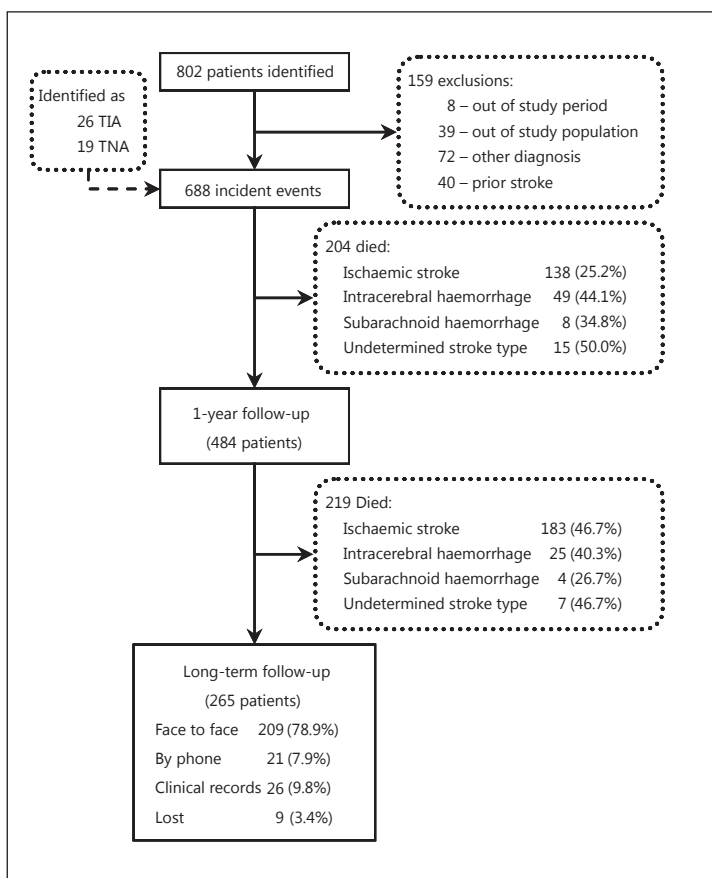 802 patients identified
Identified as
26 TIA
19 TNA
159 exclusions:
8 – out of study period
39 – out of study population
72 – other diagnosis
40 – prior stroke
688 incident events
204 died:
Ischaemic stroke 138 (25.2%)
Intracerebral haemorrhage 49 (44.1%)
Subarachnoid haemorrhage 8 (34.8%)
Undetermined stroke type 15 (50.0%)
1-year follow-up
(484 patients)
219 Died:
Ischaemic stroke 183 (46.7%)
Intracerebral haemorrhage 25 (40.3%)
Subarachnoid haemorrhage 4 (26.7%)
Undetermined stroke type 7 (46.7%)
Long-term follow-up
(265 patients)
Face to face 209 (78.9%)
By phone 21 (7.9%)
Clinical records 26 (9.8%)
Lost 9 (3.4%)